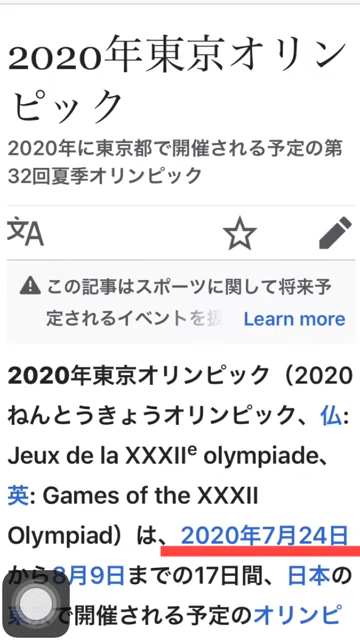 2020年東京オリン
ピック
2020年に東京都で開催される予定の第
32回夏季オリンピック
文A
この記事はスポーツに関して将来予
定されるイベントを扱 Learn more
2020年東京オリンピック（2020
ねんとうきょうオリンピック、仏:
Jeux de la XXXIIᵉ olympiade、
英: Games of the XXXII
Olympiad）は、2020年7月24日
から8月9日までの17日間、日本の
で開催される予定のオリンピ